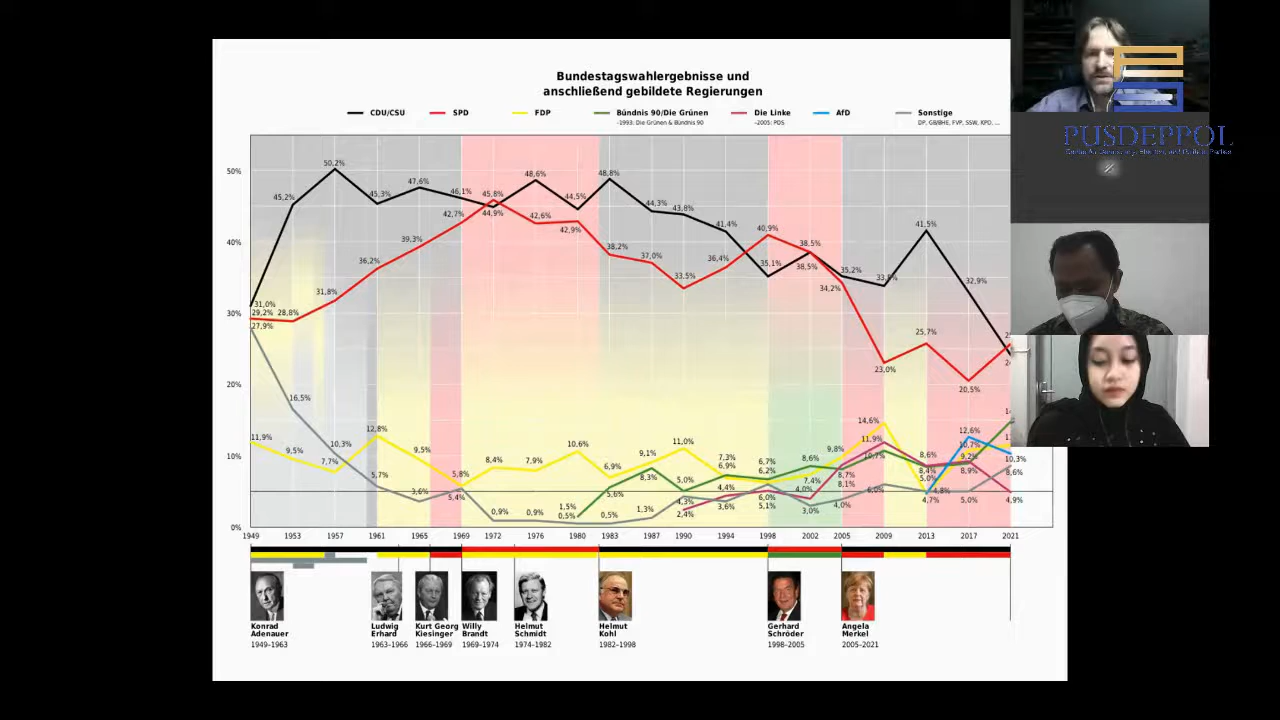 Bundestagswahlergebnisse und
anschließend gebildete Regierungen
CDU/CSU SPD FDP Bündnis 90/Die Grünen Die Linke AfD Sonstige
–1993: Die Grünen & Bündnis 90 –2005: PDS DP, GB/BHE, FVP, SSW, KPD, ...
PUSDEPPOL
50%
40%
30%
20%
10%
0%
50,2%
45,2% 45,3% 47,6% 46,1% 45,8% 48,6% 44,5% 48,8% 44,3% 43,8% 41,4% 35,1% 38,5% 35,2% 41,5% 32,9%
31,0%
29,2% 28,8% 31,8% 36,2% 39,3% 42,7% 44,9% 42,6% 42,9% 38,2% 37,0% 33,5% 36,4% 40,9% 38,5% 34,2% 23,0% 25,7% 20,5%
27,9% 16,5% 10,3% 5,7% 3,6% 5,4% 0,9% 0,9% 0,5% 0,5% 1,3% 4,3% 3,6% 6,0% 3,0% 4,0% 6,0% 5,0% 8,6%
11,9% 9,5% 7,7% 12,8% 9,5% 5,8% 8,4% 7,9% 10,6% 6,9% 9,1% 11,0% 6,9% 6,2% 7,4% 9,8% 14,6% 4,8% 10,7%
1,5% 5,6% 8,3% 5,0% 7,3% 6,7% 8,6% 8,1% 10,7% 8,4% 8,9%
2,4% 4,4% 5,1% 4,0% 8,7% 11,9% 8,6% 9,2% 4,9%
4,7% 12,6% 10,3%
1949 1953 1957 1961 1965 1969 1972 1976 1980 1983 1987 1990 1994 1998 2002 2005 2009 2013 2017 2021
Konrad
Adenauer
1949–1963
Ludwig
Erhard
1963–1966
Kurt Georg
Kiesinger
1966–1969
Willy
Brandt
1969–1974
Helmut
Schmidt
1974–1982
Helmut
Kohl
1982–1998
Gerhard
Schröder
1998–2005
Angela
Merkel
2005–2021